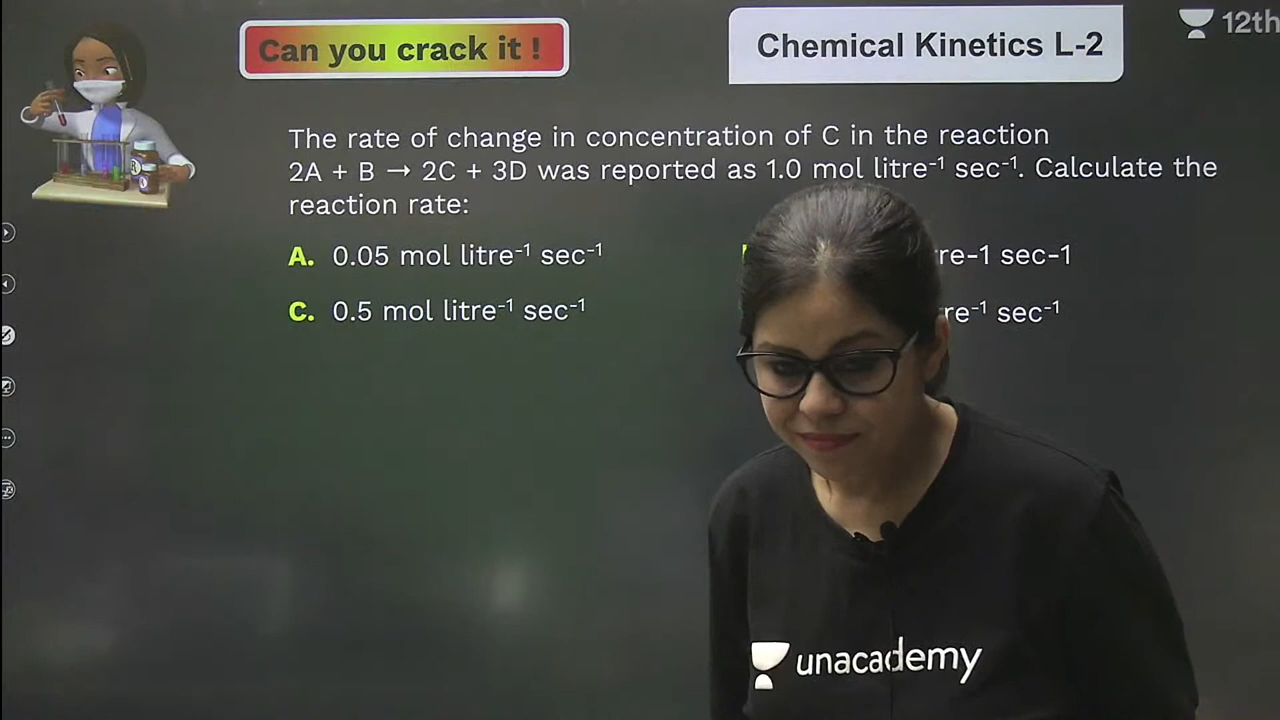 Can you crack it !
Chemical Kinetics L-2
12th
The rate of change in concentration of C in the reaction
2A + B → 2C + 3D was reported as 1.0 mol litre⁻¹ sec⁻¹. Calculate the
reaction rate:
A. 0.05 mol litre⁻¹ sec⁻¹
re-1 sec-1
C. 0.5 mol litre⁻¹ sec⁻¹
re⁻¹ sec⁻¹
unacademy